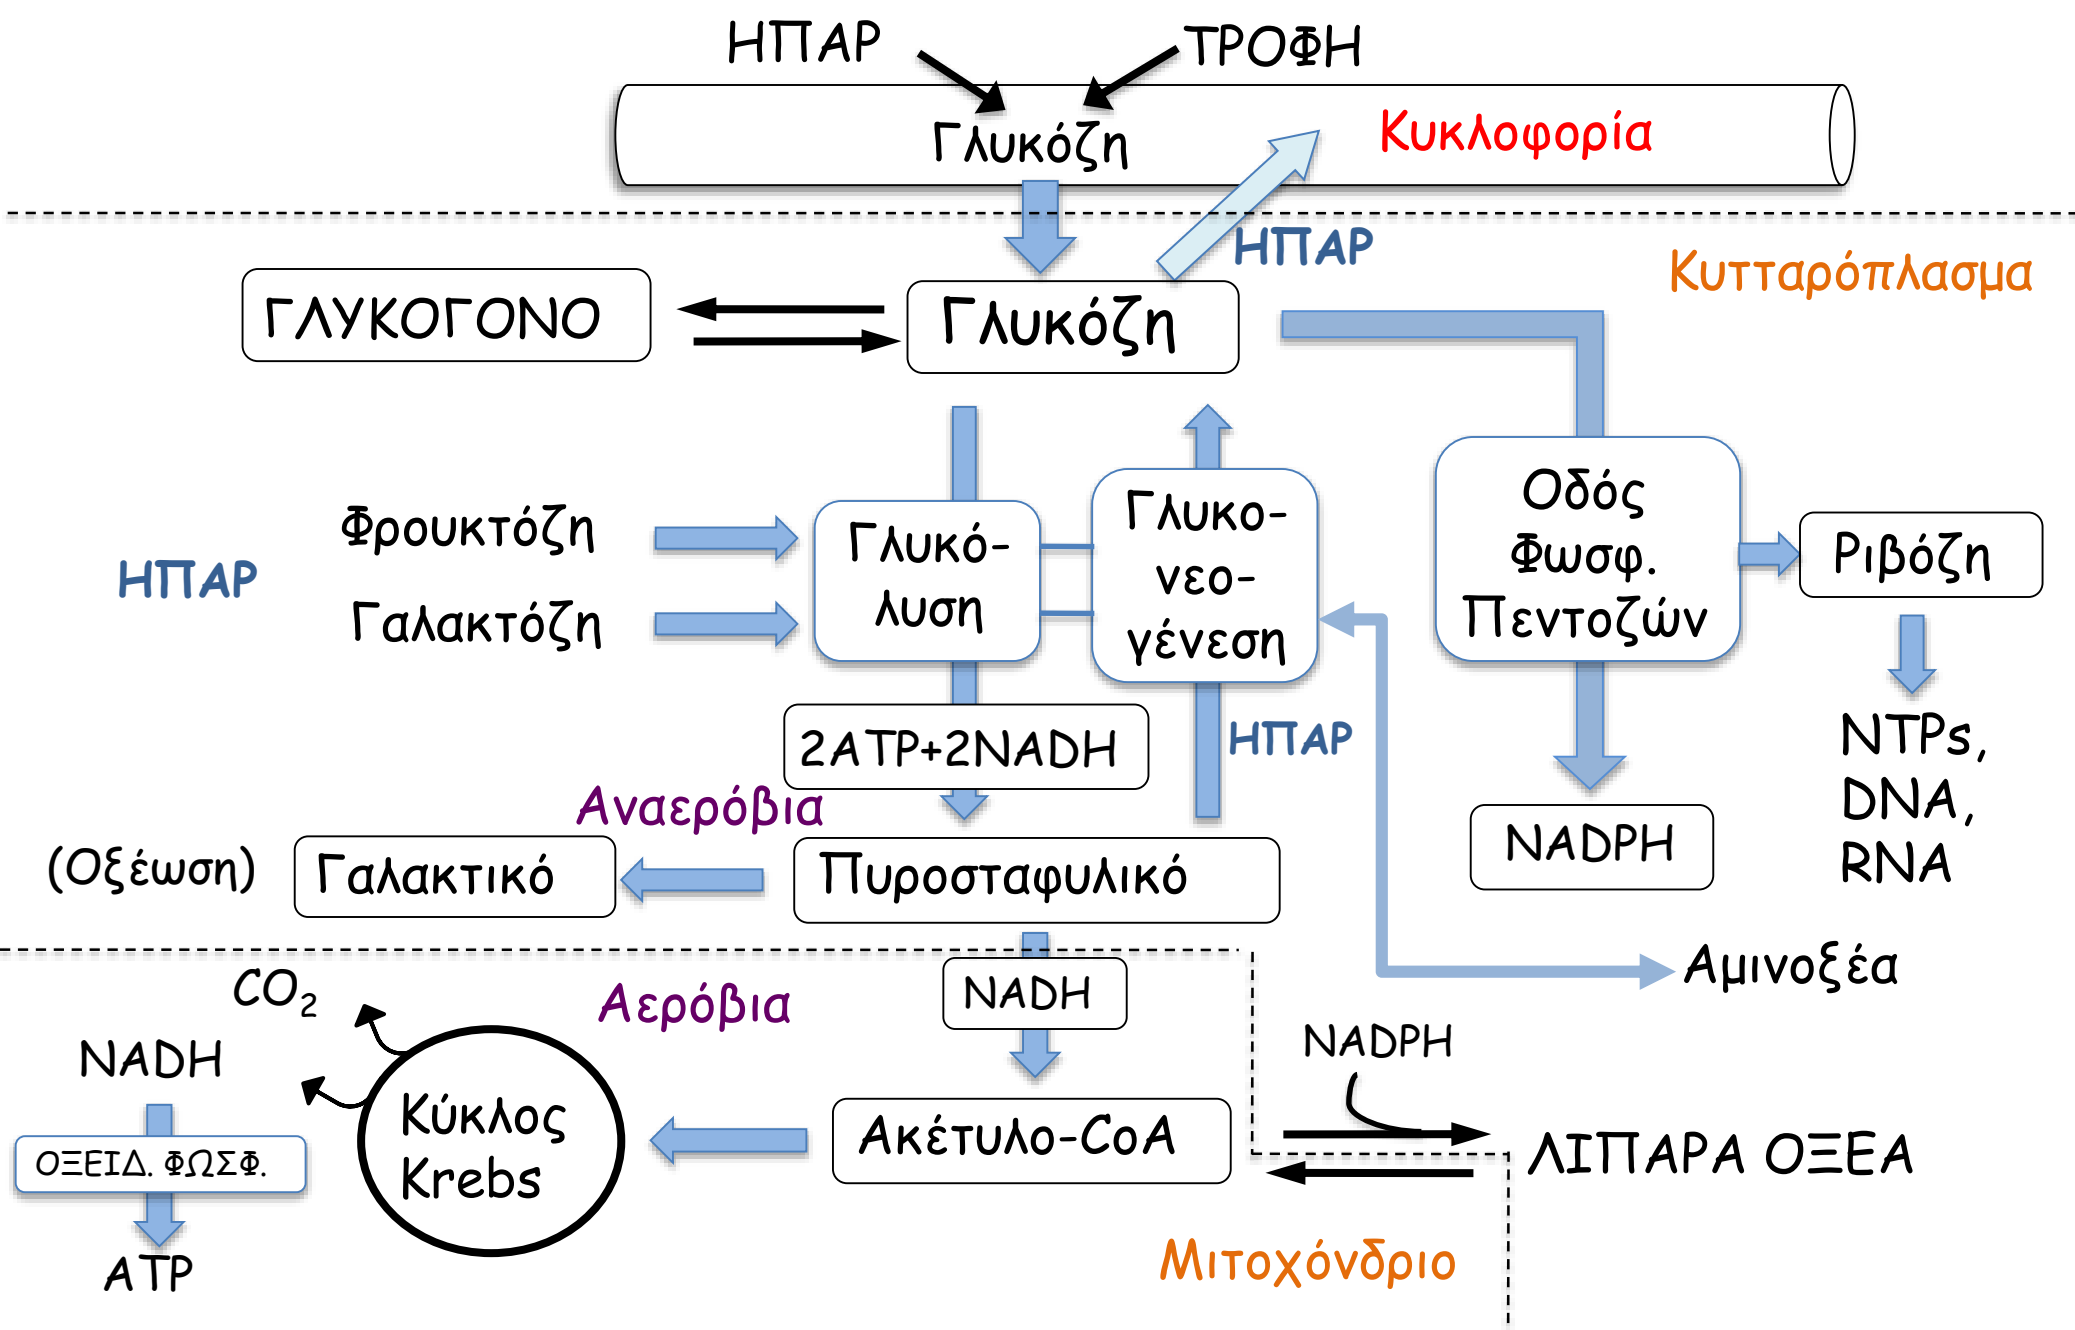 ΗΠΑΡ
ΤΡΟΦΗ
Γλυκόζη
Κυκλοφορία
ΗΠΑΡ
Κυτταρόπλασμα
ΓΛΥΚΟΓΟΝΟ
Γλυκόζη
Φρουκτόζη
Γαλακτόζη
ΗΠΑΡ
Γλυκό-
λυση
Γλυκο-
νεο-
γένεση
Οδός
Φωσφ.
Πεντοζών
Ριβόζη
NTPs,
DNA,
RNA
2ATP+2NADH
ΗΠΑΡ
Αναερόβια
NADPH
(Οξέωση)
Γαλακτικό
Πυροσταφυλικό
Αμινοξέα
CO2
Αερόβια
NADH
NADH
NADPH
Κύκλος
Krebs
Ακέτυλο-CoA
ΛΙΠΑΡΑ ΟΞΕΑ
ΟΞΕΙΔ. ΦΩΣΦ.
ATP
Μιτοχόνδριο